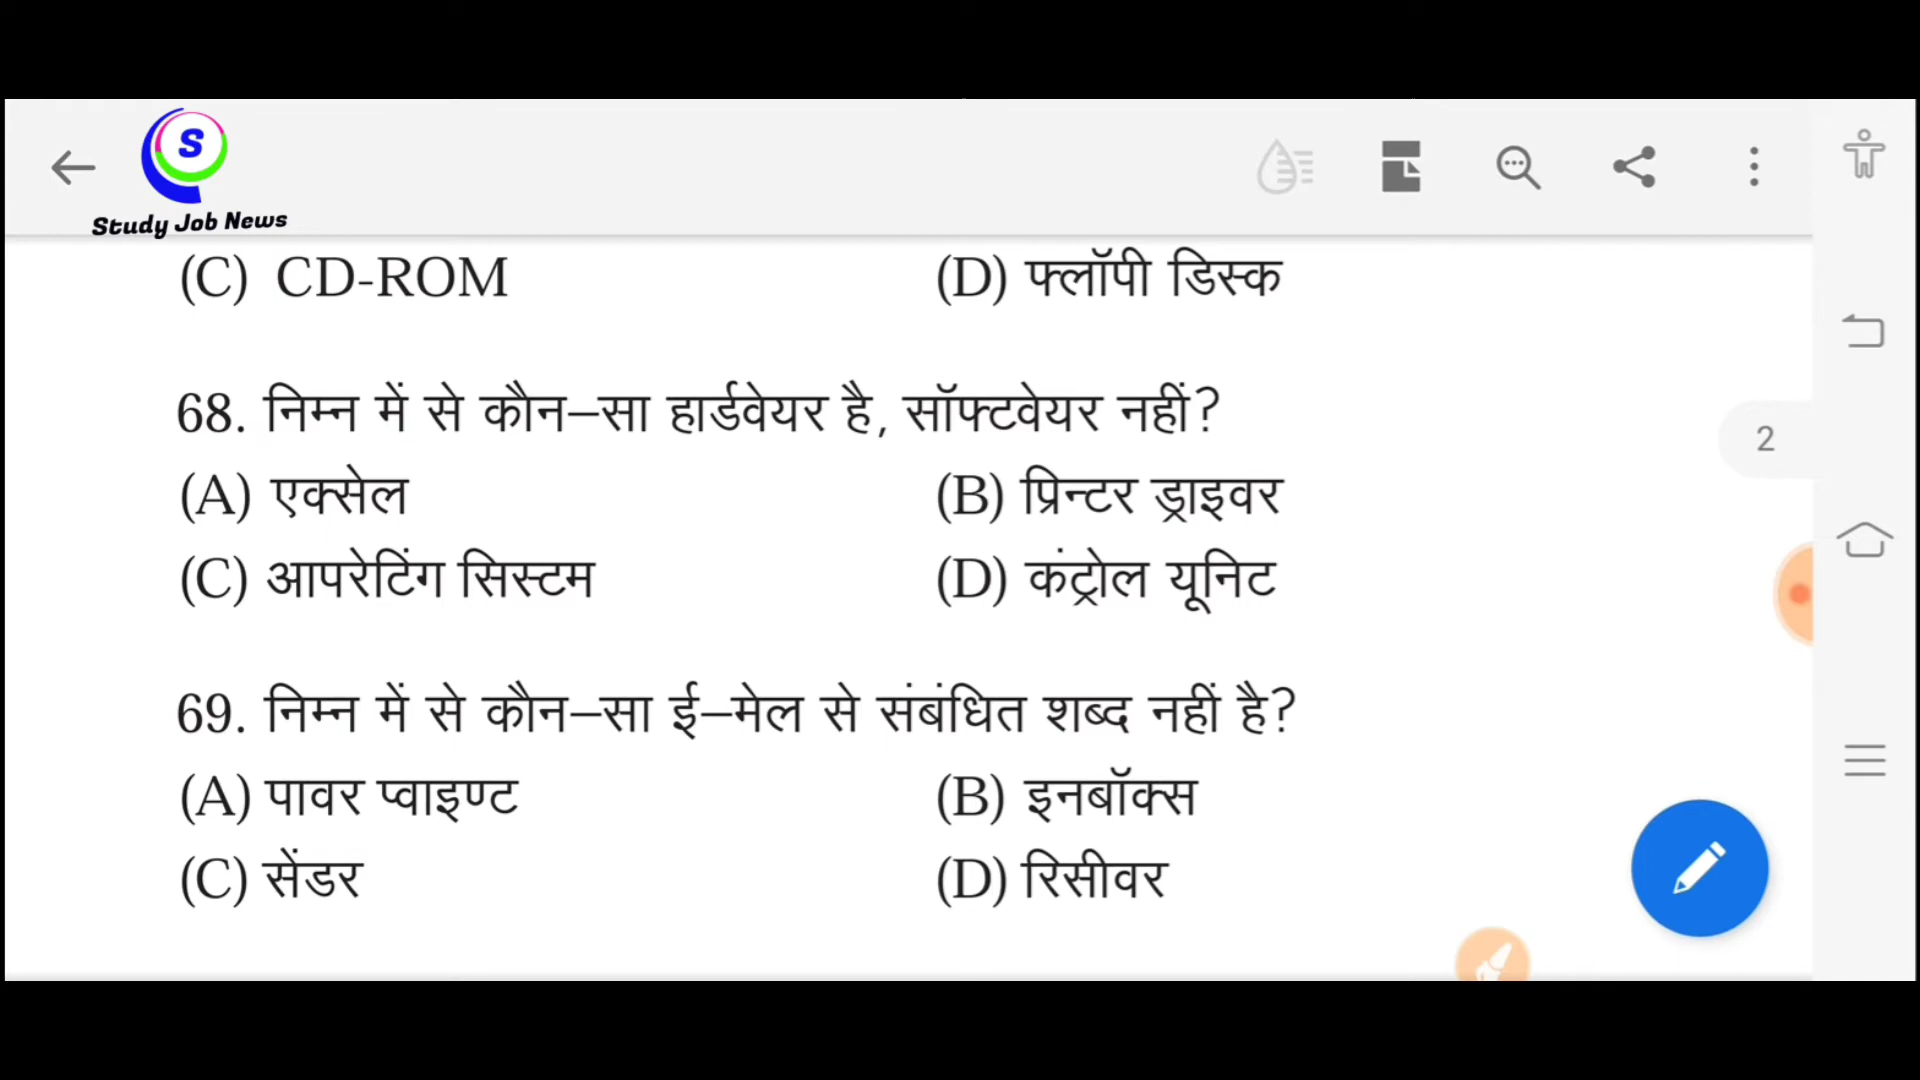 S
Study Job News
(C) CD-ROM (D) फ्लॉपी डिस्क
68. निम्न में से कौन–सा हार्डवेयर है, सॉफ्टवेयर नहीं?
2
(A) एक्सेल (B) प्रिन्टर ड्राइवर
(C) आपरेटिंग सिस्टम (D) कंट्रोल यूनिट
69. निम्न में से कौन–सा ई–मेल से संबंधित शब्द नहीं है?
(A) पावर प्वाइण्ट (B) इनबॉक्स
(C) सेंडर (D) रिसीवर